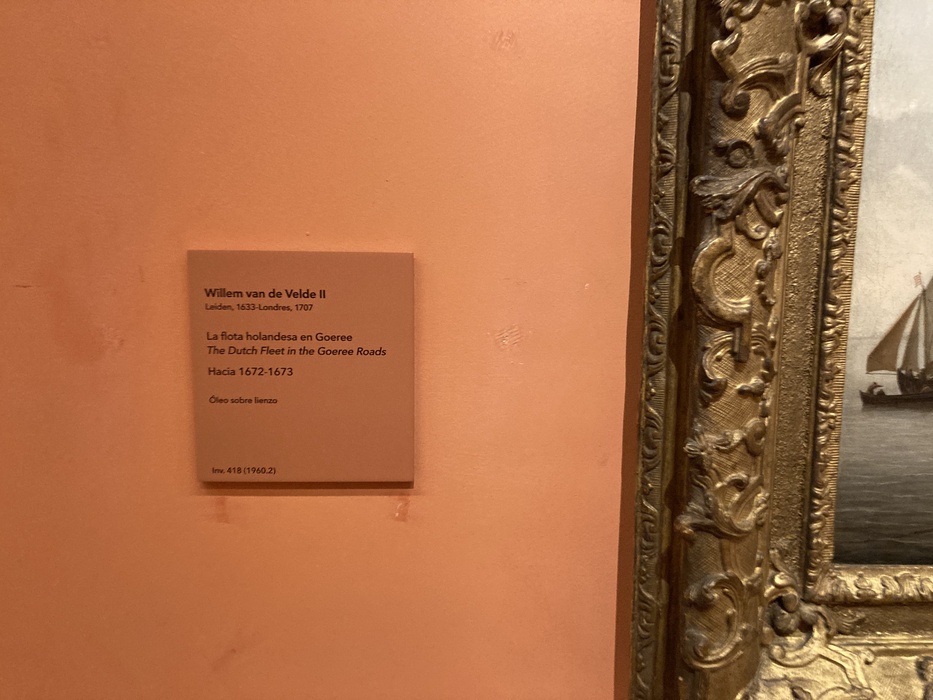 Willem van de Velde II
Leiden, 1633-Londres, 1707
La flota holandesa en Goeree
The Dutch Fleet in the Goeree Roads
Hacia 1672-1673
Óleo sobre lienzo
Inv. 418 (1960.2)